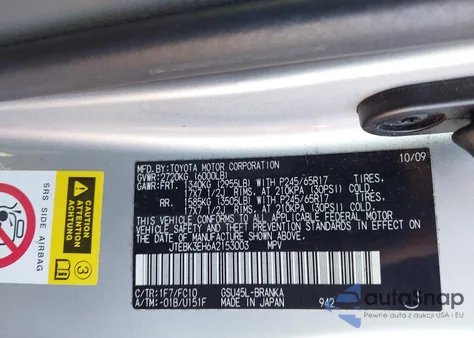 MFD.BY:TOYOTA MOTOR CORPORATION 10/09
GVWR:2720KG (6000LB)
GAWR:FRT. 1340KG (2955LB) WITH P245/65R17 TIRES.
17X7 1/2J RIMS. AT 210KPA (30PSI) COLD.
RR. 1585KG (3505LB) WITH P245/65R17 TIRES.
17X7 1/2J RIMS. AT 210KPA (30PSI) COLD.
THIS VEHICLE CONFORMS TO ALL APPLICABLE FEDERAL MOTOR
VEHICLE SAFETY AND THEFT PREVENTION STANDARDS IN EFFECT
ON THE DATE OF MANUFACTURE SHOWN ABOVE.
JTEBK3EH6A2153003 MPV
C/TR:1F7/FC10 GSU45L-BRANKA
A/TM:-01B/U151F MADE IN JAPAN 942
SRS SIDE AIRBAG
ATTENTION
ACHTUNG
3
autoSnap
Pewne auta z aukcji USA i EU